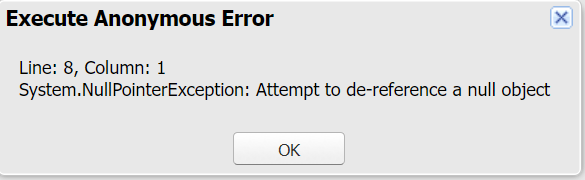 Execute Anonymous Error
Line: 8, Column: 1
System.NullPointerException: Attempt to de-reference a null object
OK